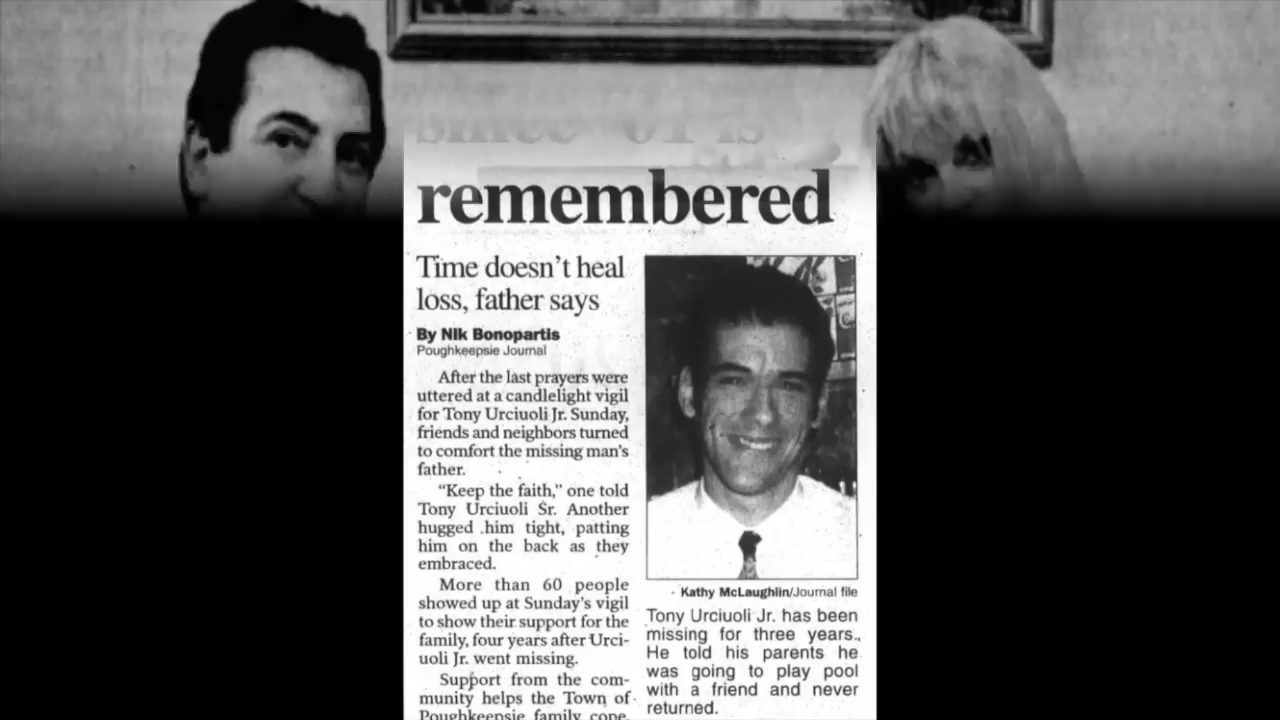 since '01 is
remembered
Time doesn't heal
loss, father says
By Nik Bonopartis
Poughkeepsie Journal
After the last prayers were
uttered at a candlelight vigil
for Tony Urciuoli Jr. Sunday,
friends and neighbors turned
to comfort the missing man's
father.
"Keep the faith," one told
Tony Urciuoli Sr. Another
hugged him tight, patting
him on the back as they
embraced.
More than 60 people
showed up at Sunday's vigil
to show their support for the
family, four years after Urci-
uoli Jr. went missing.
Support from the com-
munity helps the Town of
Poughkeepsie family cope,
Kathy McLaughlin/Journal file
Tony Urciuoli Jr. has been
missing for three years.,
He told his parents he
was going to play pool
with a friend and never
returned.